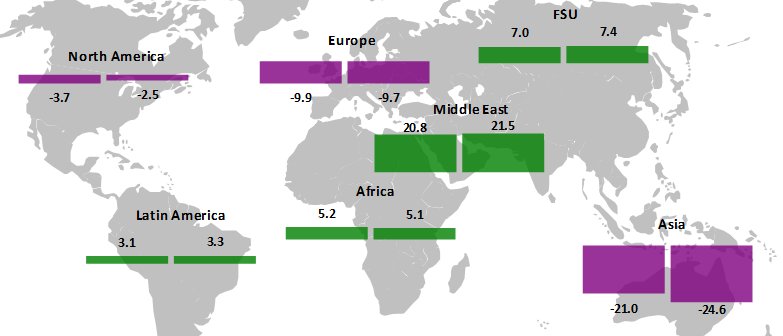 FSU
7.0 7.4
Europe
North America
-3.7 -2.5
-9.9 -9.7
Middle East
20.8 21.5
Africa
5.2 5.1
Latin America
3.1 3.3
Asia
-21.0 -24.6